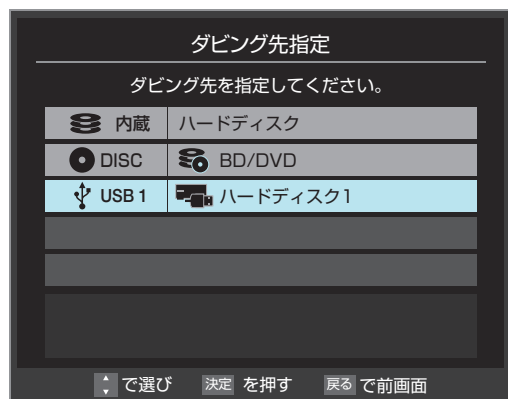 ダビング先指定
ダビング先を指定してください。
内蔵 ハードディスク
DISC BD/DVD
USB 1 ハードディスク1
で選び 決定 を押す 戻る で前画面